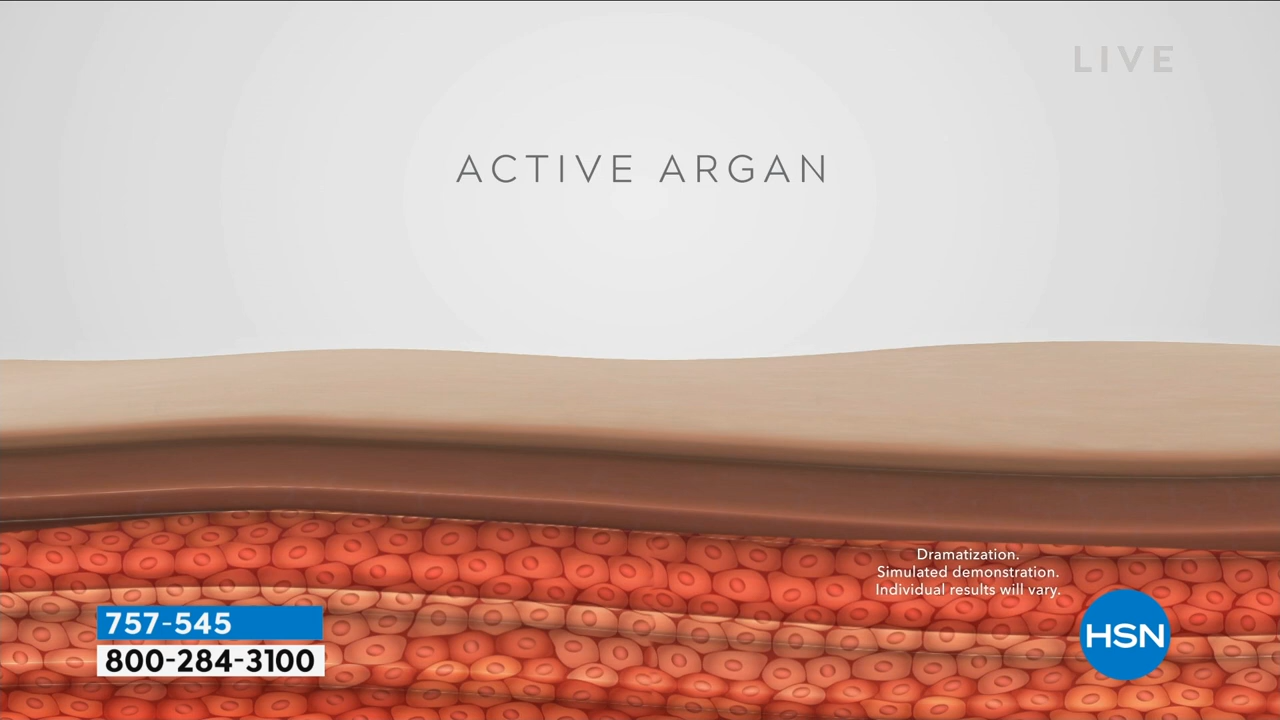 LIVE
ACTIVE ARGAN
Dramatization.
Simulated demonstration.
Individual results will vary.
757-545
800-284-3100
HSN